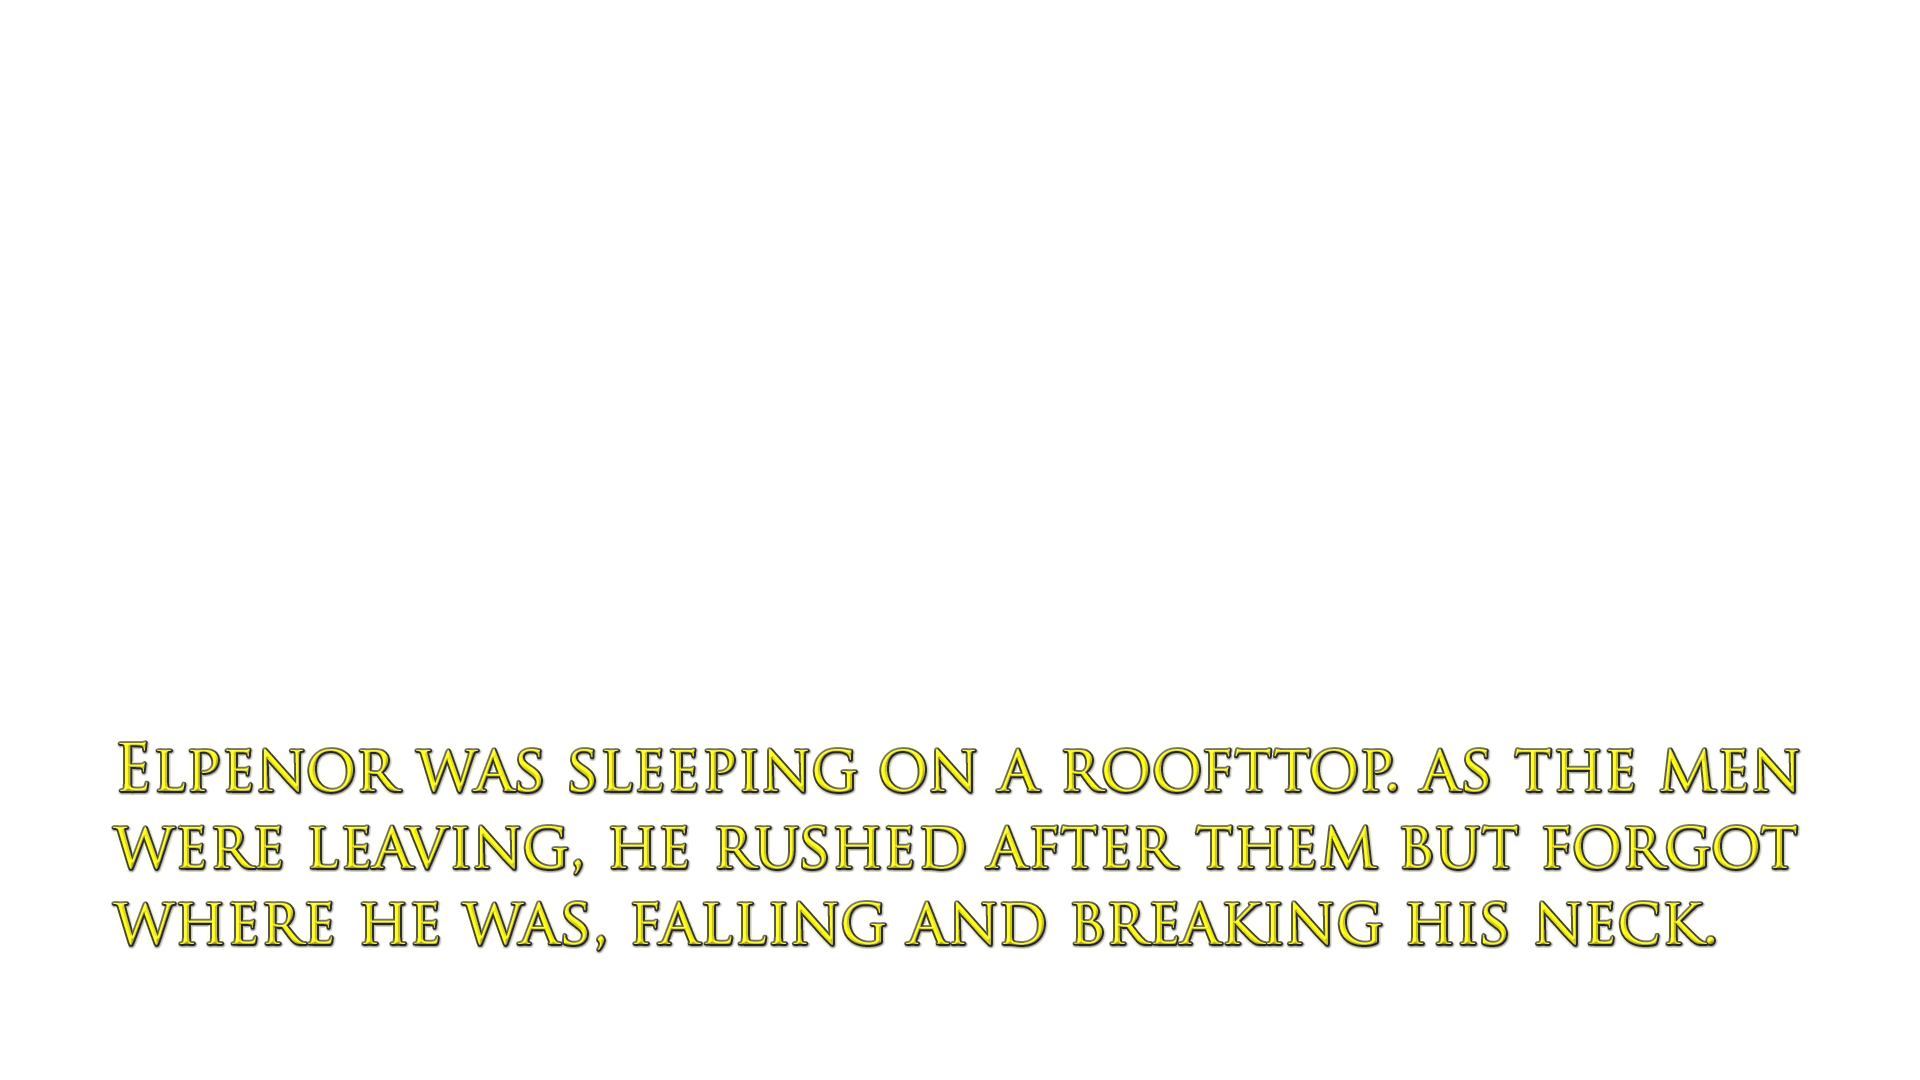 Elpenor was sleeping on a roofttop. As the men
were leaving, he rushed after them but forgot
where he was, falling and breaking his neck.